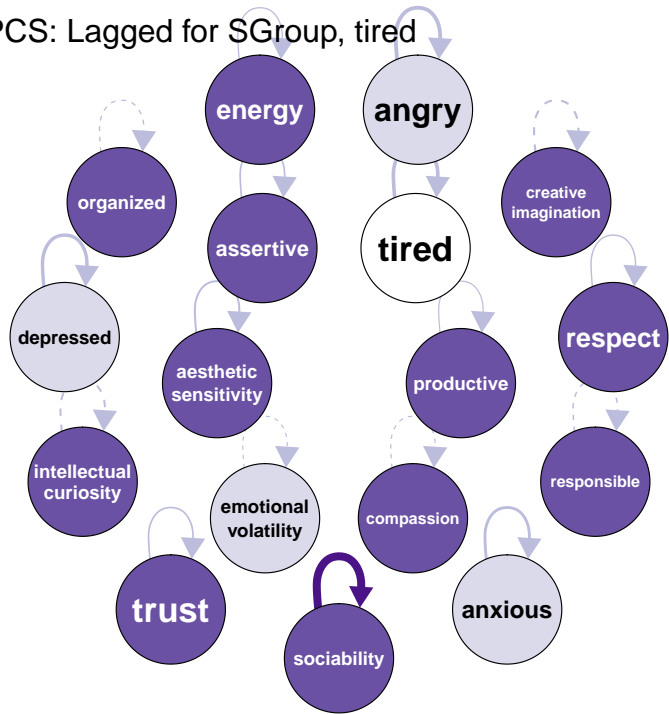 PCS: Lagged for SGroup, tired
energy
angry
organized
creative
imagination
assertive
tired
depressed
respect
aesthetic
sensitivity
productive
intellectual
curiosity
emotional
volatility
compassion
responsible
trust
anxious
sociability